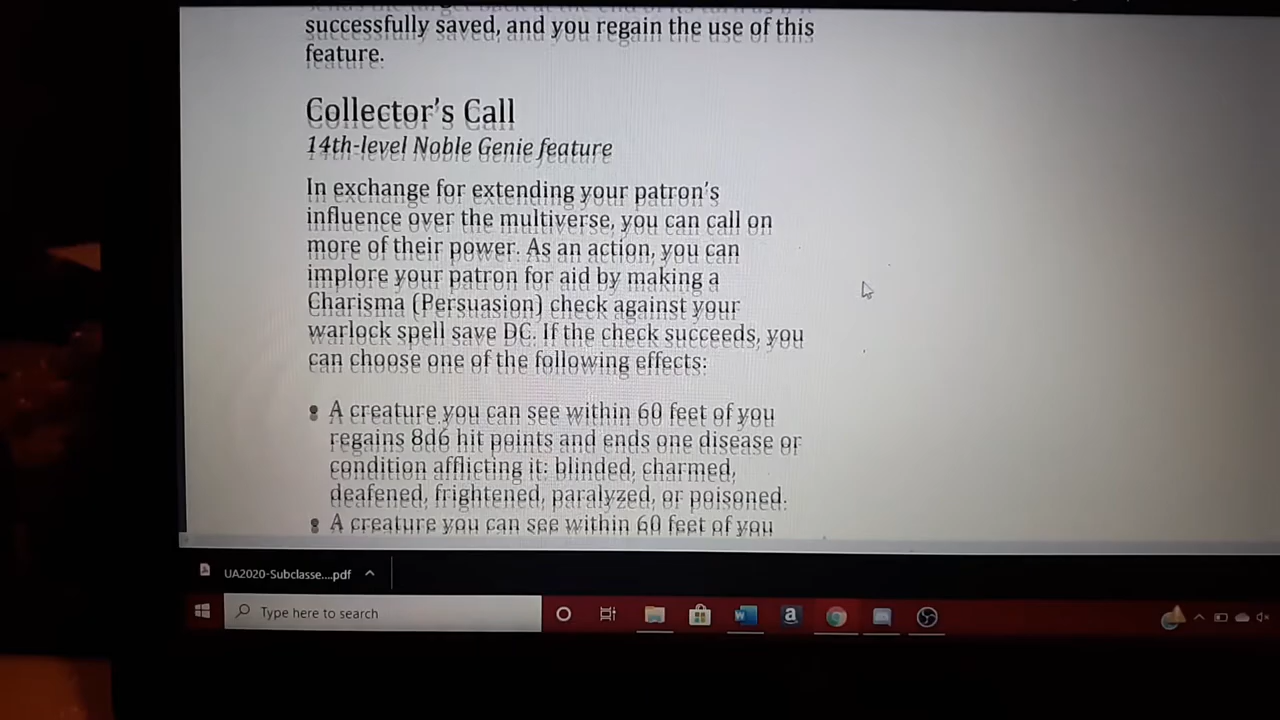 successfully saved, and you regain the use of this
feature.
Collector's Call
14th-level Noble Genie feature
In exchange for extending your patron's
influence over the multiverse, you can call on
more of their power. As an action, you can
implore your patron for aid by making a
Charisma (Persuasion) check against your
warlock spell save DC. If the check succeeds, you
can choose one of the following effects:
• A creature you can see within 60 feet of you
regains 8d6 hit points and ends one disease or
condition afflicting it: blinded, charmed,
deafened, frightened, paralyzed, or poisoned.
• A creature you can see within 60 feet of you
UA2020-Subclasse....pdf
Type here to search